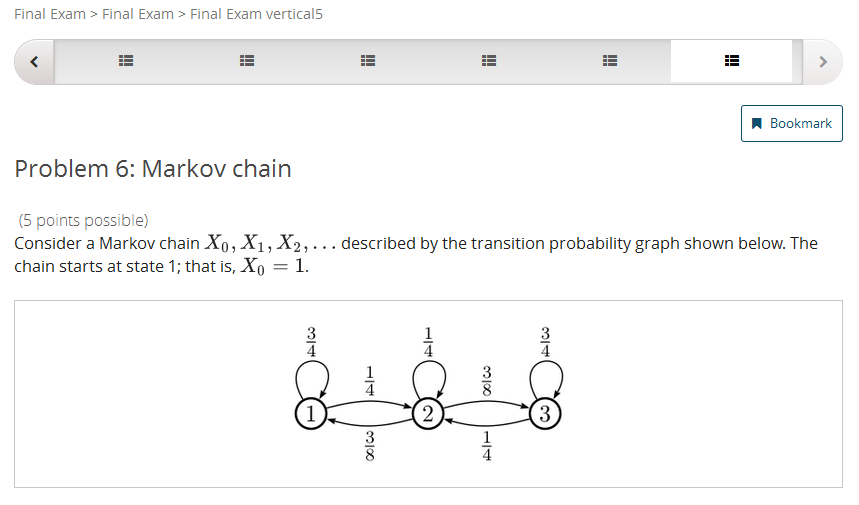 Final Exam > Final Exam > Final Exam vertical5
Bookmark
Problem 6: Markov chain
(5 points possible)
Consider a Markov chain X₀, X₁, X₂, . . . described by the transition probability graph shown below. The
chain starts at state 1; that is, X₀ = 1.
3/4 1/4 3/4
1/4 3/8
1 2 3
3/8 1/4